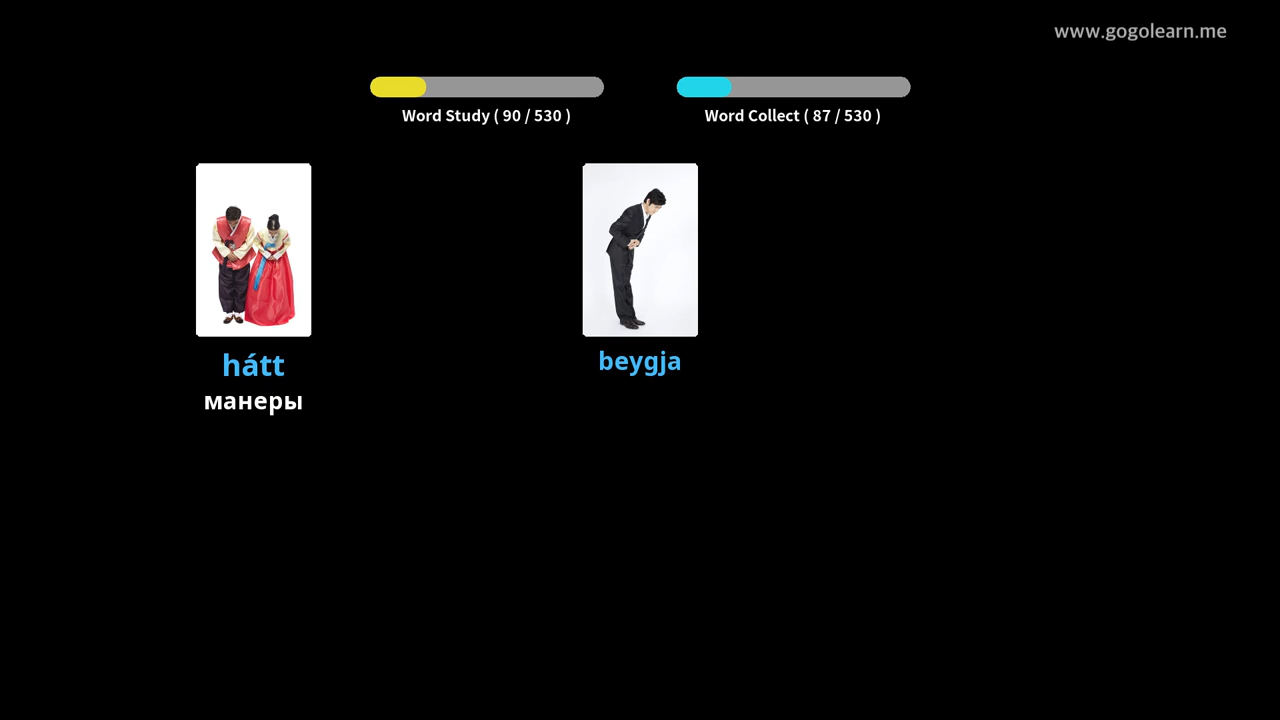 www.gogolearn.me
Word Study ( 90 / 530 )
Word Collect ( 87 / 530 )
hátt
манеры
beygja